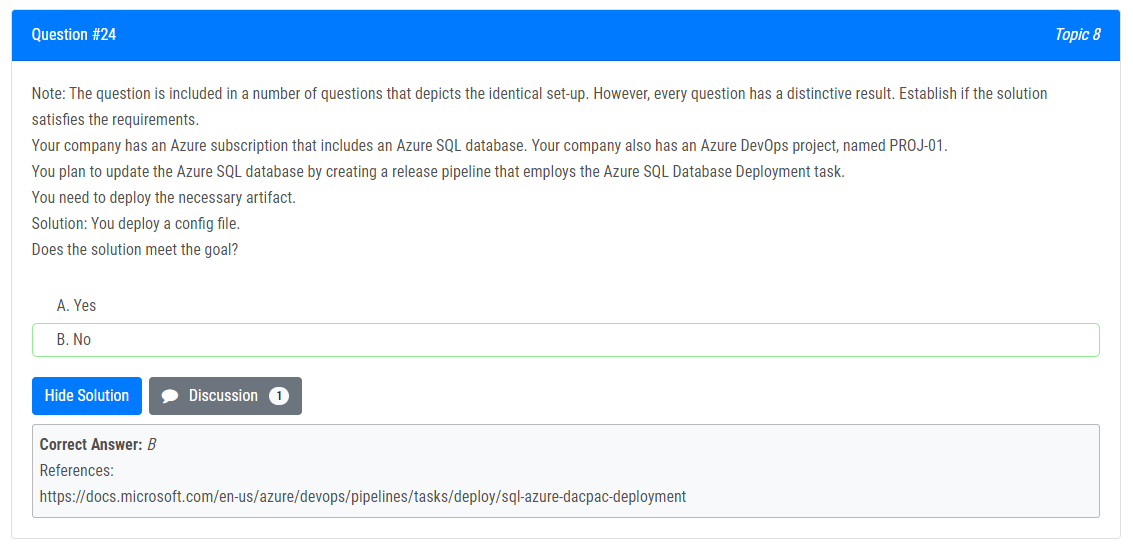 Question #24
Topic 8
Note: The question is included in a number of questions that depicts the identical set-up. However, every question has a distinctive result. Establish if the solution
satisfies the requirements.
Your company has an Azure subscription that includes an Azure SQL database. Your company also has an Azure DevOps project, named PROJ-01.
You plan to update the Azure SQL database by creating a release pipeline that employs the Azure SQL Database Deployment task.
You need to deploy the necessary artifact.
Solution: You deploy a config file.
Does the solution meet the goal?
A. Yes
B. No
Hide Solution
Discussion 1
Correct Answer: B
References:
https://docs.microsoft.com/en-us/azure/devops/pipelines/tasks/deploy/sql-azure-dacpac-deployment